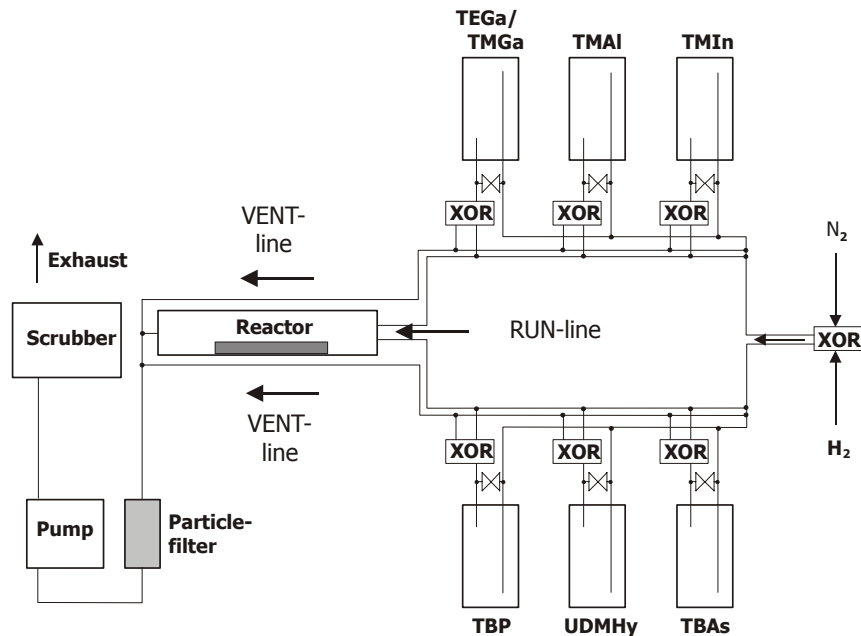 TEGa/
TMGa
TMAl
TMIn
XOR
XOR
XOR
VENT-
line
N2
Exhaust
Scrubber
Reactor
RUN-line
XOR
VENT-
line
H2
XOR
XOR
XOR
Pump
Particle-
filter
TBP
UDMHy
TBAs